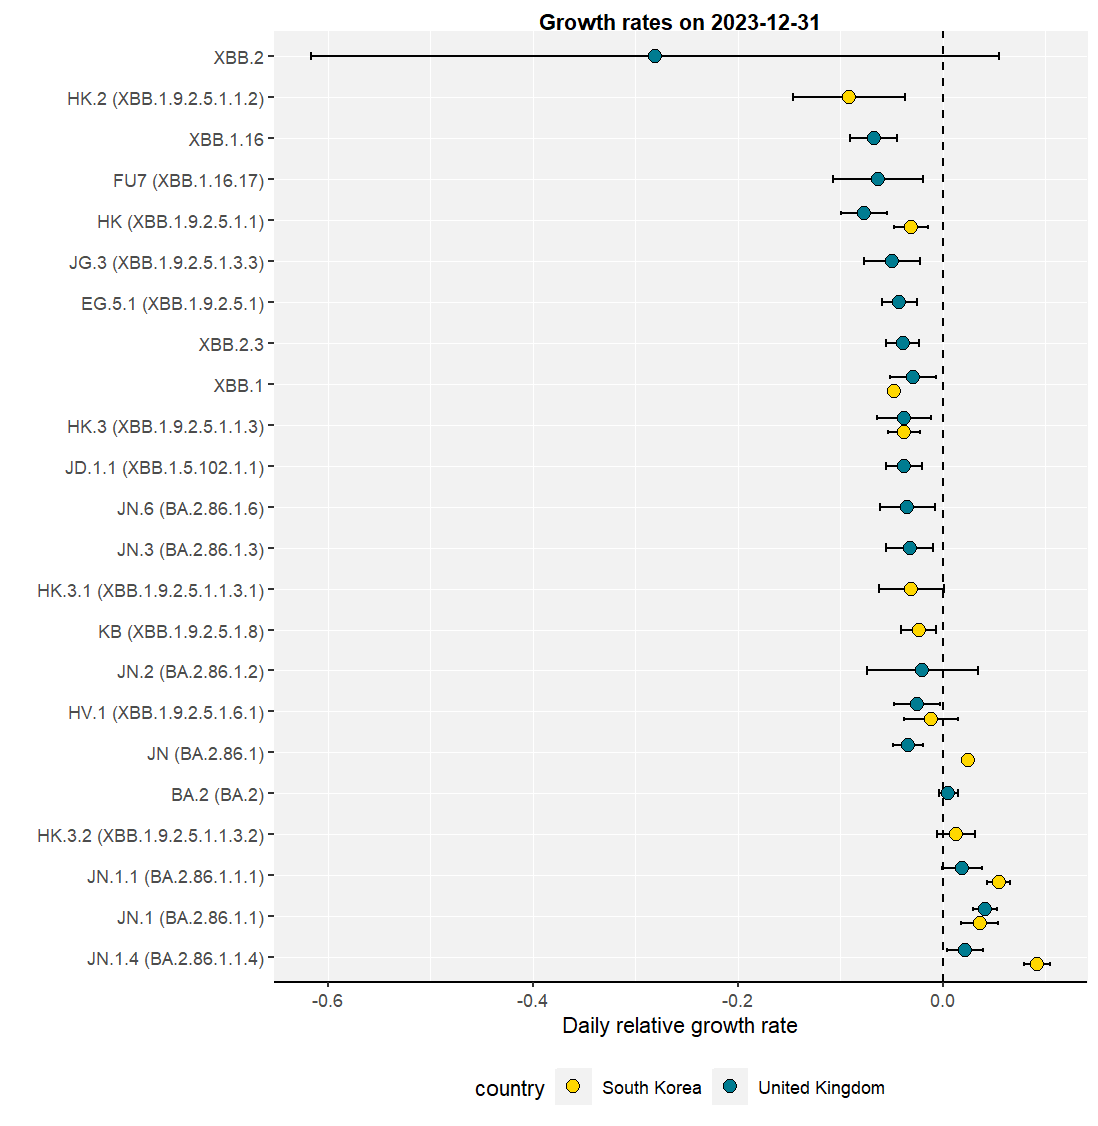 Growth rates on 2023-12-31
XBB.2
HK.2 (XBB.1.9.2.5.1.1.2)
XBB.1.16
FU7 (XBB.1.16.17)
HK (XBB.1.9.2.5.1.1)
JG.3 (XBB.1.9.2.5.1.3.3)
EG.5.1 (XBB.1.9.2.5.1)
XBB.2.3
XBB.1
HK.3 (XBB.1.9.2.5.1.1.3)
JD.1.1 (XBB.1.5.102.1.1)
JN.6 (BA.2.86.1.6)
JN.3 (BA.2.86.1.3)
HK.3.1 (XBB.1.9.2.5.1.1.3.1)
KB (XBB.1.9.2.5.1.8)
JN.2 (BA.2.86.1.2)
HV.1 (XBB.1.9.2.5.1.6.1)
JN (BA.2.86.1)
BA.2 (BA.2)
HK.3.2 (XBB.1.9.2.5.1.1.3.2)
JN.1.1 (BA.2.86.1.1.1)
JN.1 (BA.2.86.1.1)
JN.1.4 (BA.2.86.1.1.4)
-0.6 -0.4 -0.2 0.0
Daily relative growth rate
country South Korea United Kingdom